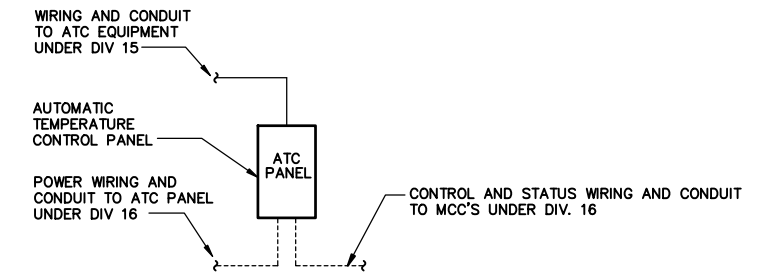 WIRING AND CONDUIT
TO ATC EQUIPMENT
UNDER DIV 15
AUTOMATIC
TEMPERATURE
CONTROL PANEL
ATC
PANEL
POWER WIRING AND
CONDUIT TO ATC PANEL
UNDER DIV 16
CONTROL AND STATUS WIRING AND CONDUIT
TO MCC'S UNDER DIV. 16